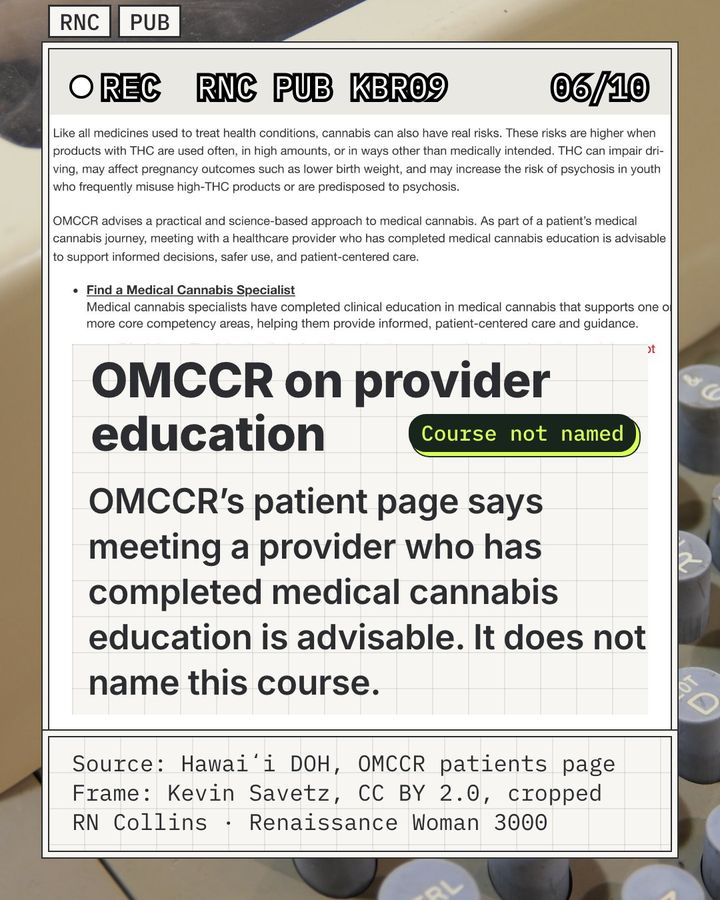 RNC PUB
REC RNC PUB KBR09 06/10
Like all medicines used to treat health conditions, cannabis can also have real risks. These risks are higher when
products with THC are used often, in high amounts, or in ways other than medically intended. THC can impair dri-
ving, may affect pregnancy outcomes such as lower birth weight, and may increase the risk of psychosis in youth
who frequently misuse high-THC products or are predisposed to psychosis.
OMCCR advises a practical and science-based approach to medical cannabis. As part of a patient's medical
cannabis journey, meeting with a healthcare provider who has completed medical cannabis education is advisable
to support informed decisions, safer use, and patient-centered care.
• Find a Medical Cannabis Specialist
Medical cannabis specialists have completed clinical education in medical cannabis that supports one or
more core competency areas, helping them provide informed, patient-centered care and guidance.
OMCCR on provider
education
Course not named
OMCCR's patient page says
meeting a provider who has
completed medical cannabis
education is advisable. It does not
name this course.
Source: Hawaiʻi DOH, OMCCR patients page
Frame: Kevin Savetz, CC BY 2.0, cropped
RN Collins · Renaissance Woman 3000
R
D